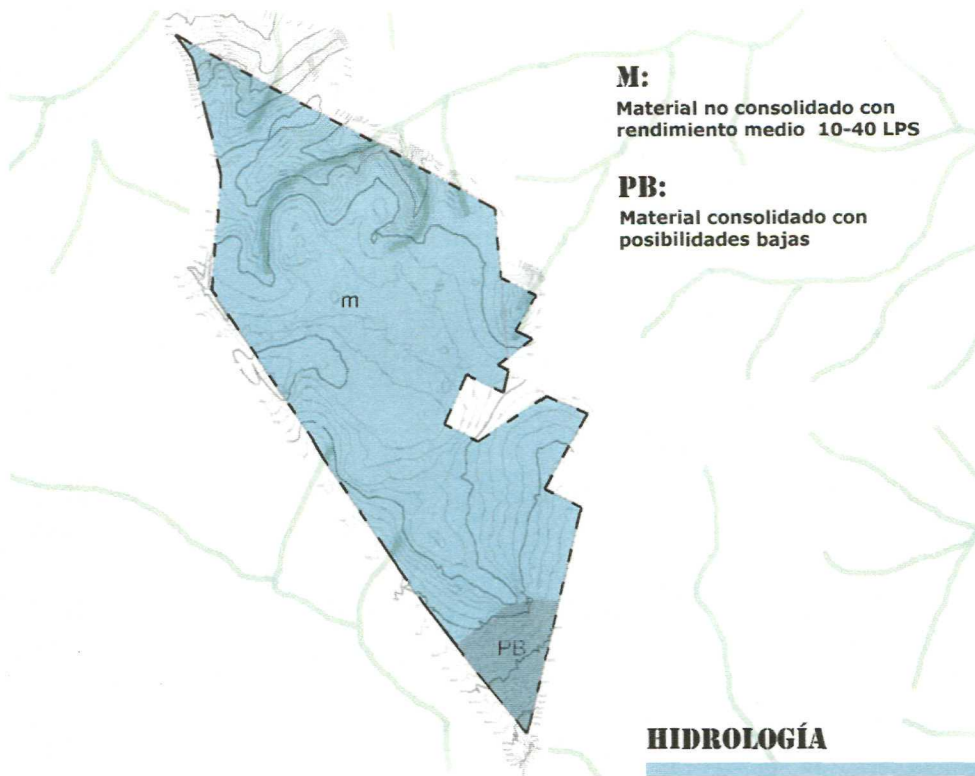 M:
Material no consolidado con
rendimiento medio 10-40 LPS
PB:
Material consolidado con
posibilidades bajas
m
PB
HIDROLOGÍA